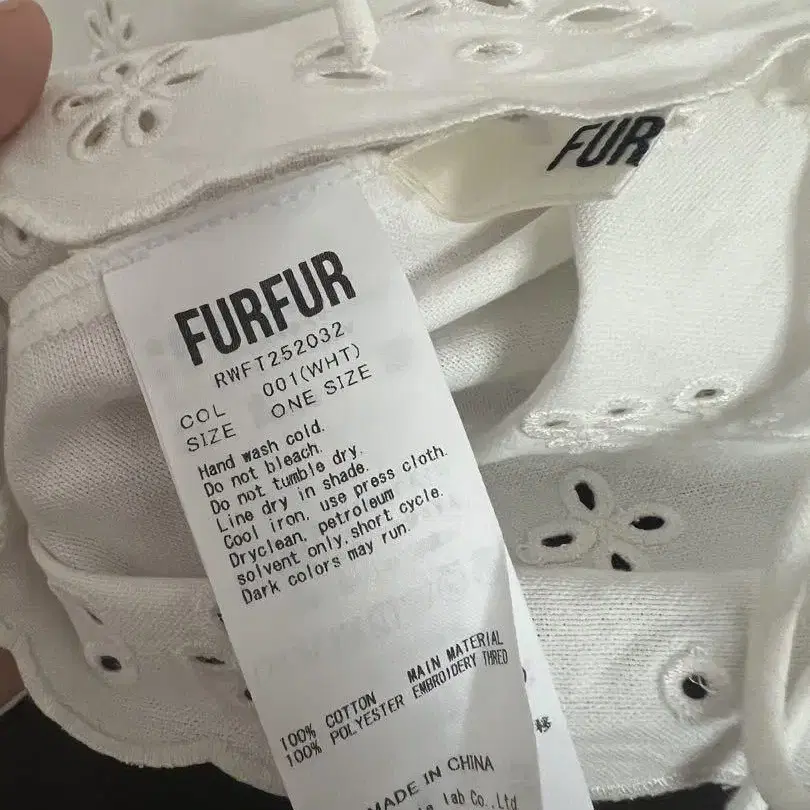 FUR
FURFUR
RWFT252032
COL 001(WHT)
SIZE ONE SIZE
Hand wash cold.
Do not bleach.
Do not tumble dry.
Line dry in shade.
Cool iron, use press cloth.
Dryclean, petroleum
solvent only,short cycle.
Dark colors may run.
MAIN MATERIAL
100% COTTON
100% POLYESTER EMBROIDERY THRED
MADE IN CHINA
lab Co.,Ltd